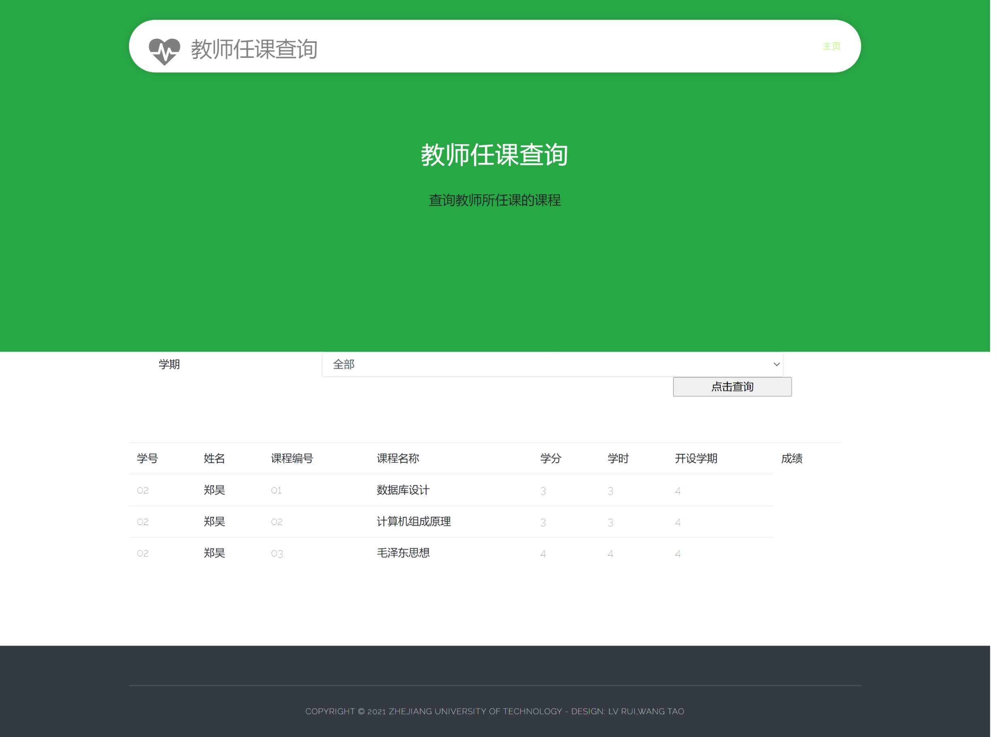 教师任课查询
主页
教师任课查询
查询教师所任课的课程
学期 全部
点击查询
学号 姓名 课程编号 课程名称 学分 学时 开设学期 成绩
02 郑昊 01 数据库设计 3 3 4
02 郑昊 02 计算机组成原理 3 3 4
02 郑昊 03 毛泽东思想 4 4 4
COPYRIGHT © 2021 ZHEJIANG UNIVERSITY OF TECHNOLOGY - DESIGN: LV RUI,WANG TAO